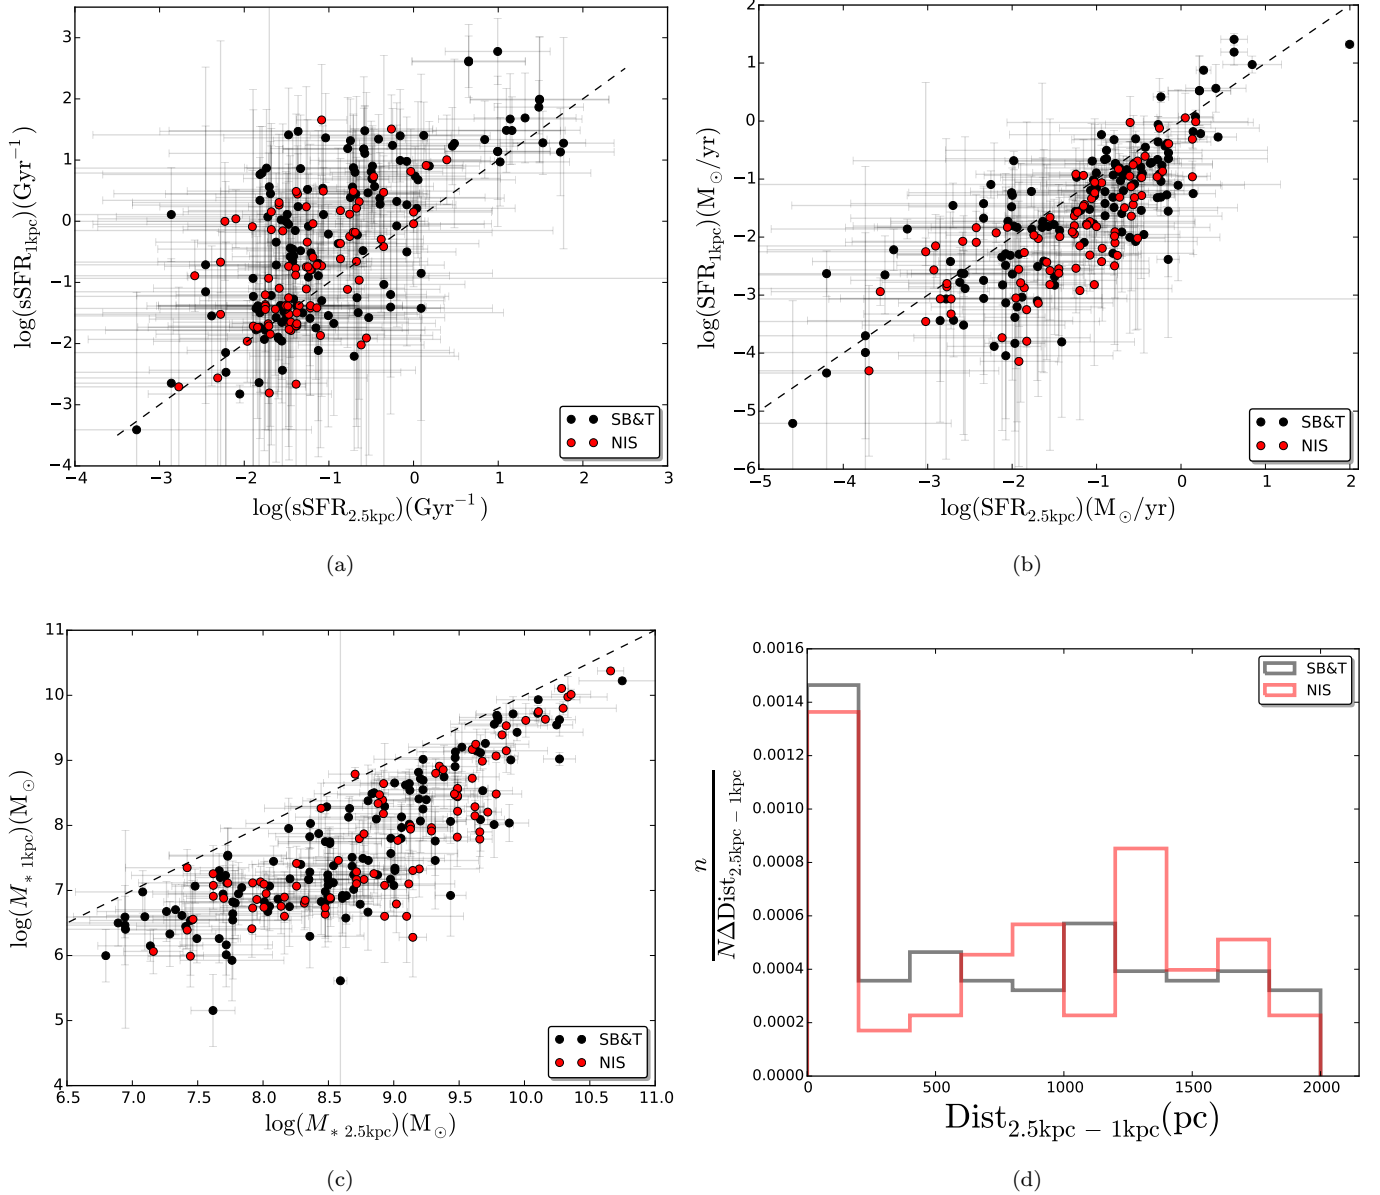 3
2
1
0
−1
−2
−3
−4
−4 −3 −2 −1 0 1 2 3
log(sSFR1kpc)(Gyr−1)
log(sSFR2.5kpc)(Gyr−1)
SB&T
NIS
(a)
2
1
0
−1
−2
−3
−4
−5
−6
−5 −4 −3 −2 −1 0 1 2
log(SFR1kpc)(M⊙/yr)
log(SFR2.5kpc)(M⊙/yr)
SB&T
NIS
(b)
11
10
9
8
7
6
5
4
6.5 7.0 7.5 8.0 8.5 9.0 9.5 10.0 10.5 11.0
log(M* 1kpc)(M⊙)
log(M* 2.5kpc)(M⊙)
SB&T
NIS
(c)
0.0016
0.0014
0.0012
0.0010
0.0008
0.0006
0.0004
0.0002
0.0000
0 500 1000 1500 2000
n
NΔDist2.5kpc − 1kpc
Dist2.5kpc − 1kpc(pc)
SB&T
NIS
(d)